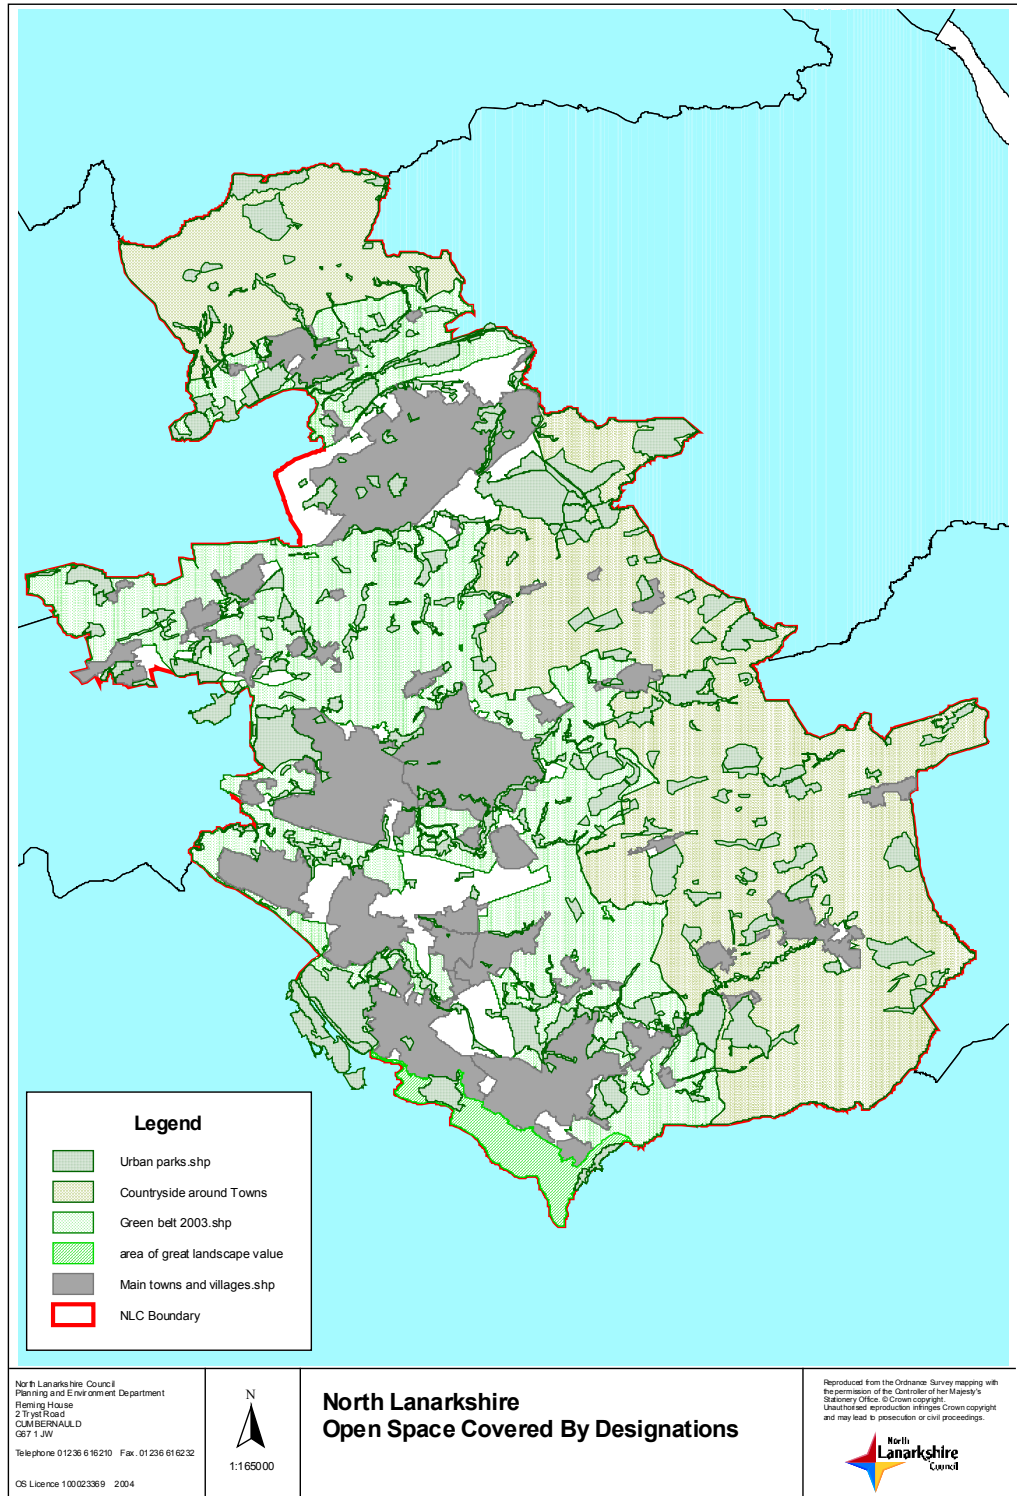 Legend
Urban parks.shp
Countryside around Towns
Green belt 2003.shp
area of great landscape value
Main towns and villages.shp
NLC Boundary
North Lanarkshire Council
Planning and Environment Department
Fleming House
2 Tryst Road
CUMBERNAULD
G67 1 JW
Telephone 01236 616210 Fax. 01236 616232
OS Licence 100023369 2004
N
1:165000
North Lanarkshire
Open Space Covered By Designations
Reproduced from the Ordnance Survey mapping with
the permission of the Controller of her Majesty's
Stationery Office. © Crown copyright.
Unauthorised reproduction infringes Crown copyright
and may lead to prosecution or civil proceedings.
North
Lanarkshire
Council